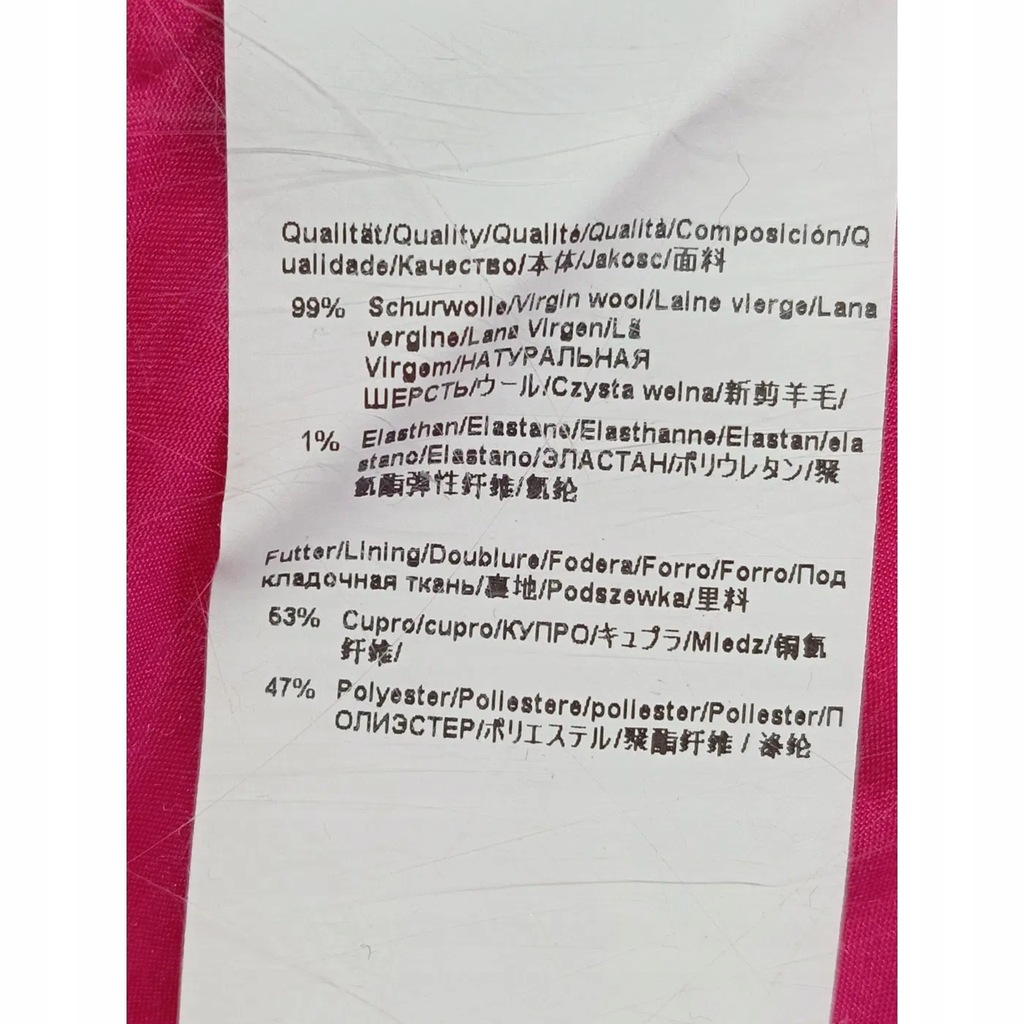 Qualität/Quality/Qualité/Qualità/Composición/Q
ualidade/Качество/本体/Jakosc/面料
99% Schurwolle/Virgin wool/Laine vierge/Lana
vergine/Lana Virgen/Lã
Virgem/НАТУРАЛЬНАЯ
ШЕРСТЬ/ウール/Czysta welna/新剪羊毛/
1% Elasthan/Elastane/Elasthanne/Elastan/ela
stano/Elastano/ЭЛАСТАН/ポリウレタン/聚
氨酯弹性纤维/氨纶
Futter/Lining/Doublure/Fodera/Forro/Forro/Под
кладочная ткань/裏地/Podszewka/里料
53% Cupro/cupro/КУПРО/キュプラ/Miedz/铜氨
纤维/
47% Polyester/Poliestere/poliester/Poliester/П
ОЛИЭСТЕР/ポリエステル/聚酯纤维 / 涤纶